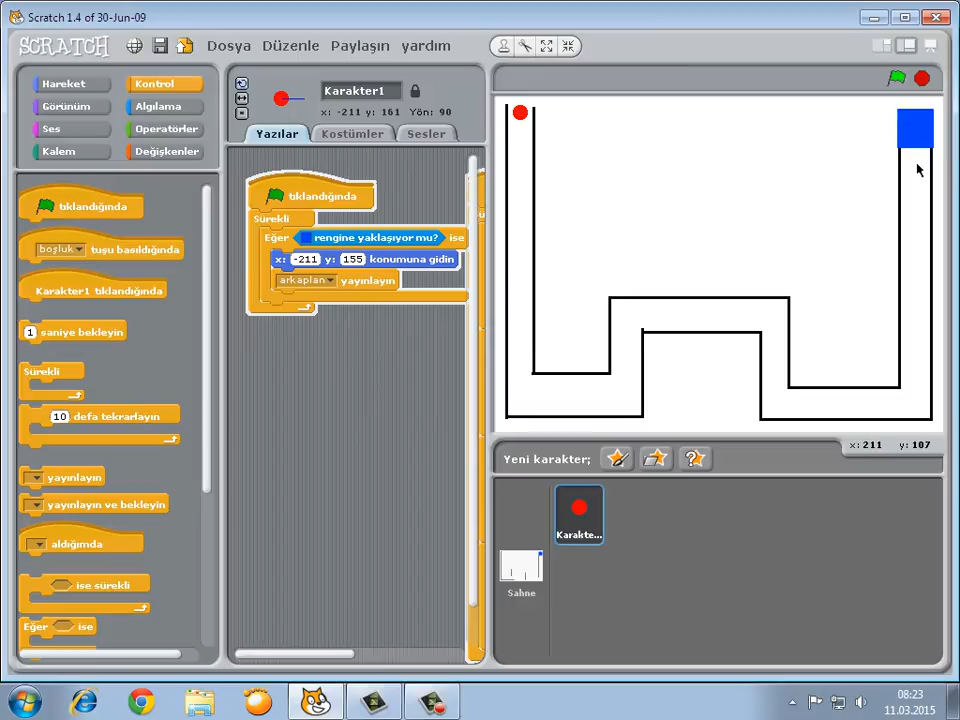 Scratch 1.4 of 30-Jun-09
SCRATCH
Dosya Düzenle Paylaşın yardım
Hareket Kontrol
Görünüm Algılama
Ses Operatörler
Kalem Değişkenler
Karakter1
x: -211 y: 161 Yön: 90
Yazılar Kostümler Sesler
tıklandığında
boşluk tuşu basıldığında
Karakter1 tıklandığında
1 saniye bekleyin
Sürekli
10 defa tekrarlayın
yayınlayın
yayınlayın ve bekleyin
aldığımda
ise sürekli
Eğer ise
tıklandığında
Sürekli
Eğer rengine yaklaşıyor mu? ise
x: -211 y: 155 konumuna gidin
arkaplan yayınlayın
x: 211 y: 107
Yeni karakter;
Karakte...
Sahne
08:23
11.03.2015